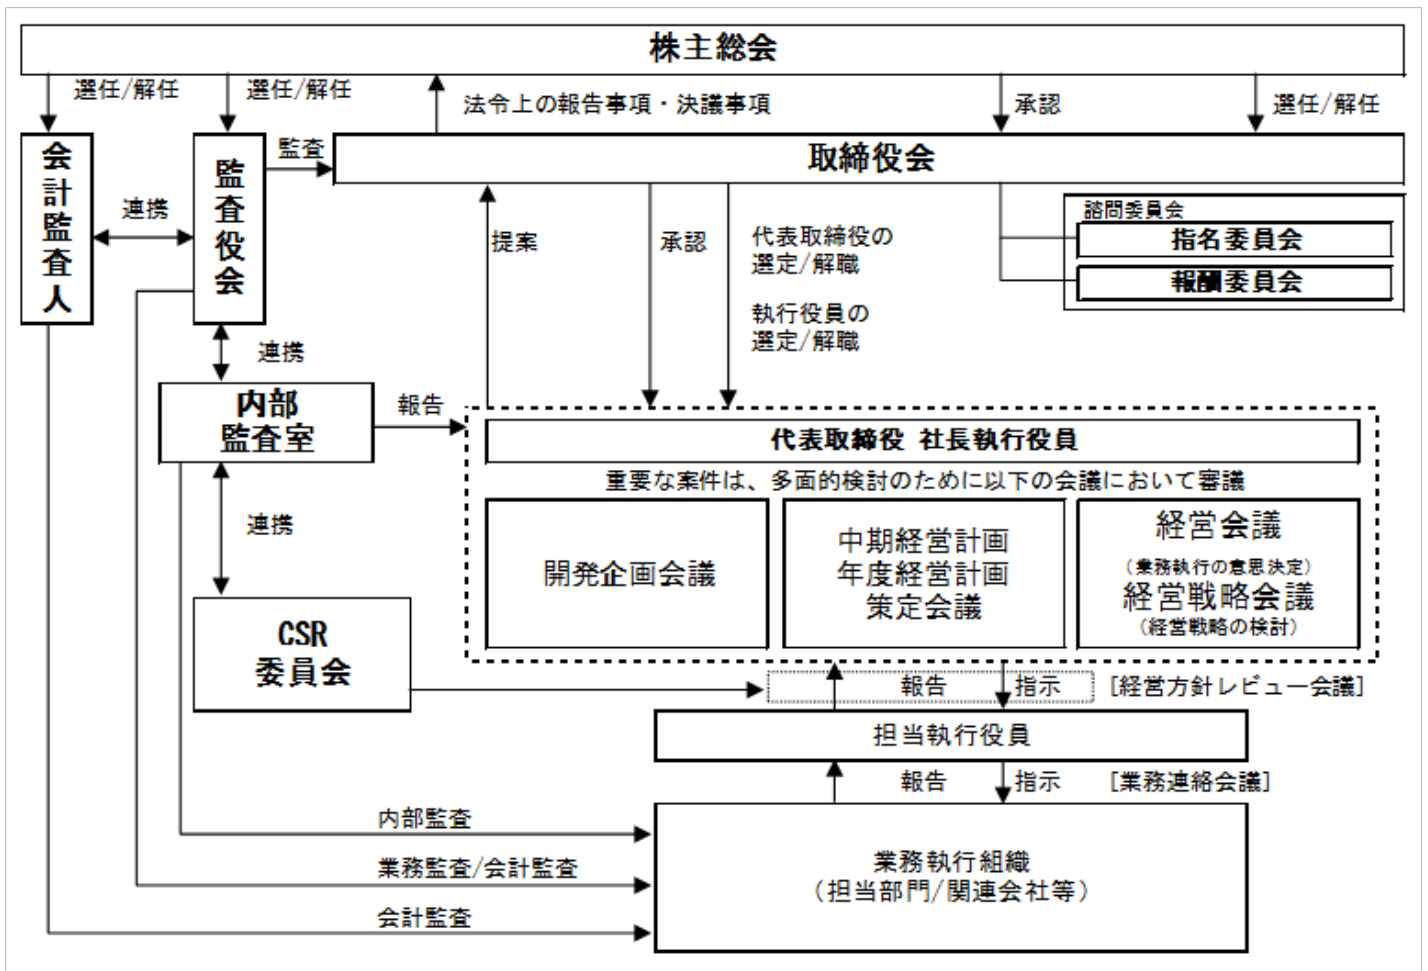 株主総会
選任/解任
選任/解任
法令上の報告事項・決議事項
承認
選任/解任
会計監査人
監査役会
監査
取締役会
連携
提案
承認
代表取締役の
選定/解職
執行役員の
選定/解職
諮問委員会
指名委員会
報酬委員会
連携
内部
監査室
報告
代表取締役 社長執行役員
重要な案件は、多面的検討のために以下の会議において審議
連携
開発企画会議
中期経営計画
年度経営計画
策定会議
経営会議
(業務執行の意思決定)
経営戦略会議
(経営戦略の検討)
CSR
委員会
報告
指示
[経営方針レビュー会議]
担当執行役員
報告
指示
[業務連絡会議]
内部監査
業務監査/会計監査
会計監査
業務執行組織
(担当部門/関連会社等)